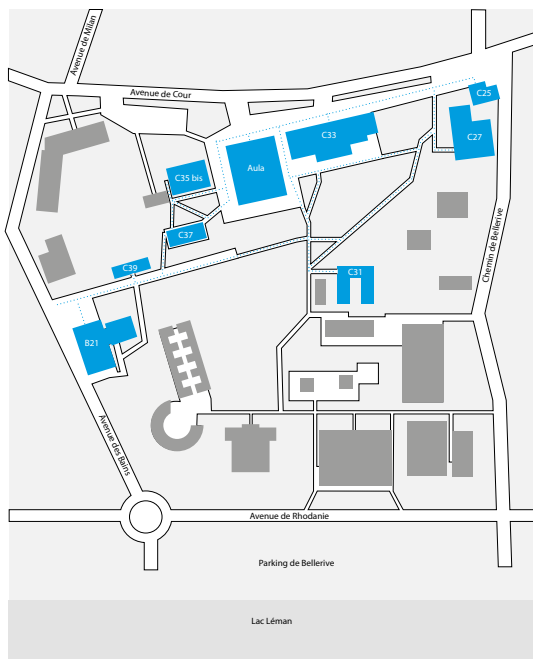 Avenue de Milan
Avenue de Cour
C25
C33
C27
C35 bis
Aula
C37
Chemin de Bellerive
C39
C31
B21
Avenue des Bains
Avenue de Rhodanie
Parking de Bellerive
Lac Léman